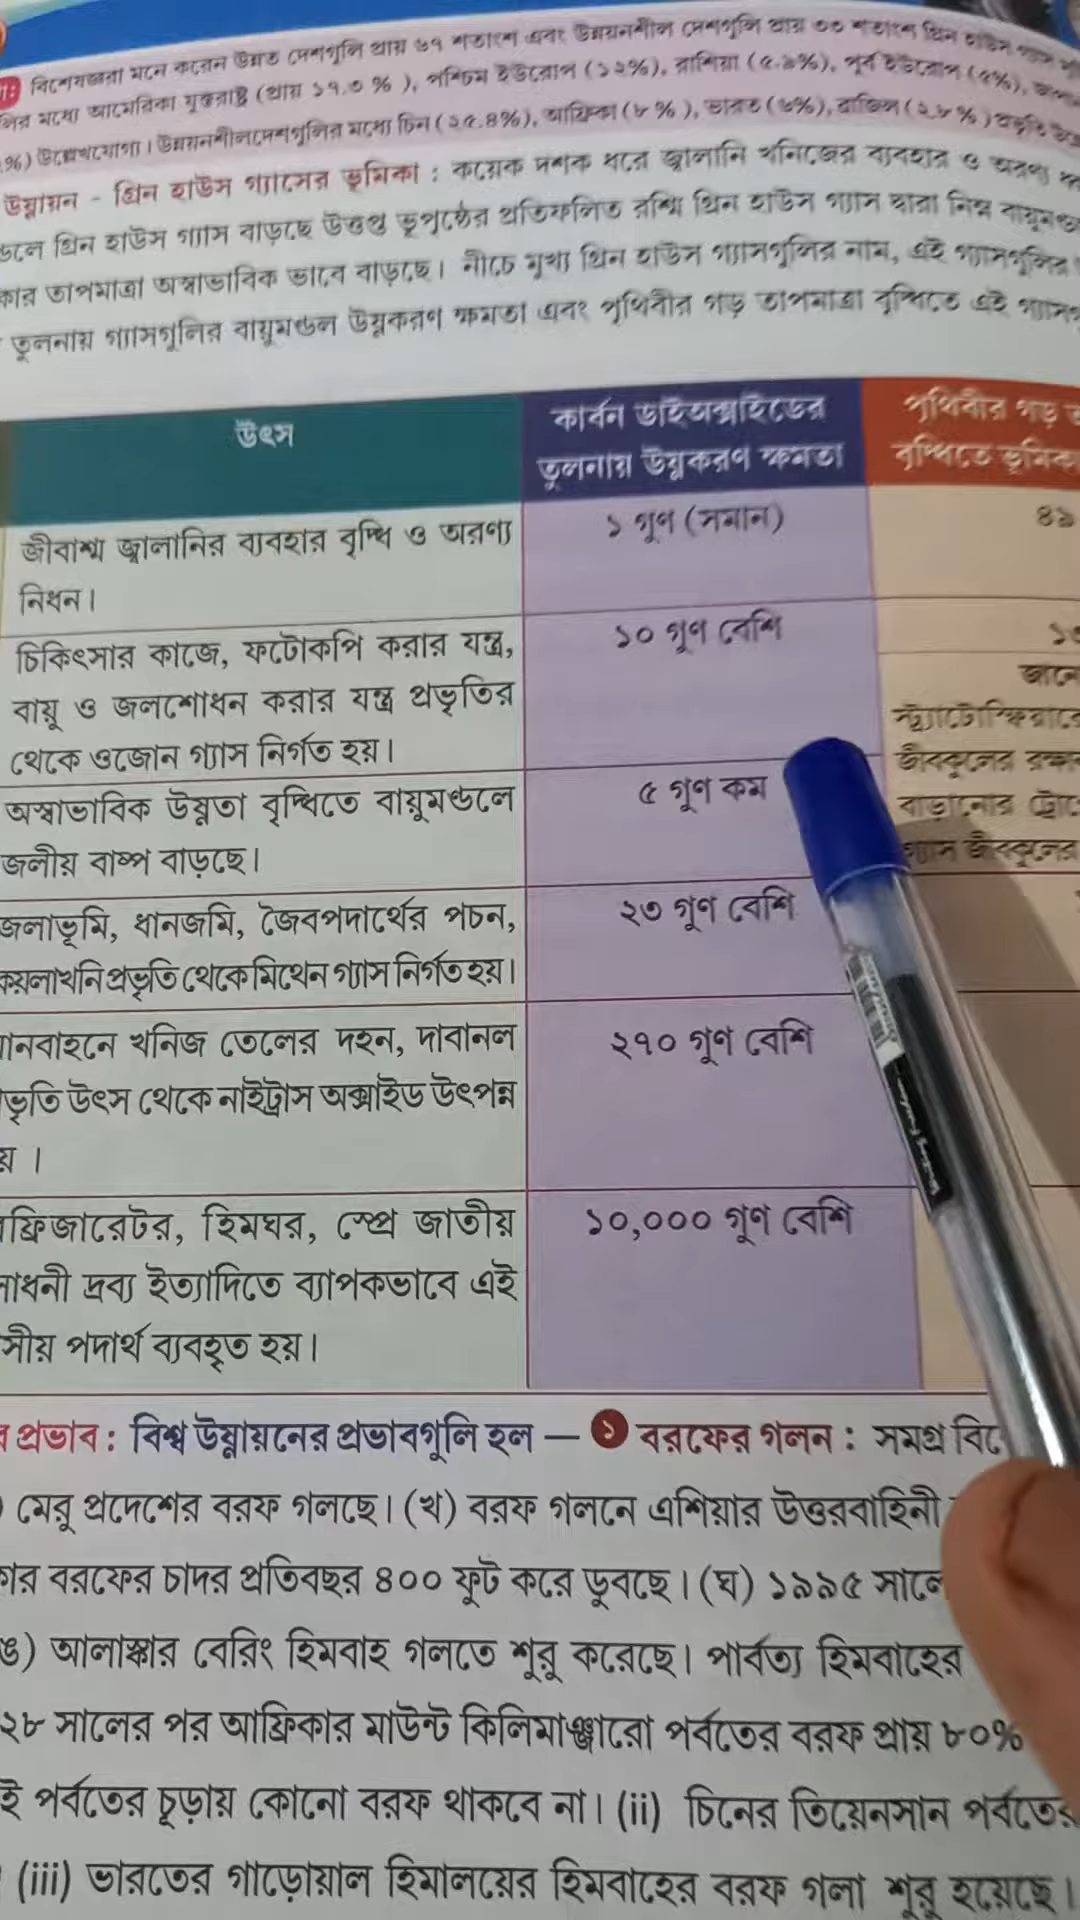 বিশেষজ্ঞরা মনে করেন উন্নত দেশগুলি প্রায় ৬৭ শতাংশ এবং উন্নয়নশীল দেশগুলি প্রায় ৩৩ শতাংশ গ্রিন হাউস গ্যাস
মধ্যে আমেরিকা যুক্তরাষ্ট্র (প্রায় ১৭.৩ %), পশ্চিম ইউরোপ (১২%), রাশিয়া (৫.৯%), পূর্ব ইউরোপ (৫%),
%) উল্লেখযোগ্য। উন্নয়নশীলদেশগুলির মধ্যে চিন (২৫.৪%), আফ্রিকা (৮ %), ভারত (৬%), ব্রাজিল (২.৮ %) প্রভৃতি
উষ্ণায়ন - গ্রিন হাউস গ্যাসের ভূমিকা : কয়েক দশক ধরে জ্বালানি খনিজের ব্যবহার ও অরণ্য
গ্রিন হাউস গ্যাস বাড়ছে উত্তপ্ত ভূপৃষ্ঠের প্রতিফলিত রশ্মি গ্রিন হাউস গ্যাস দ্বারা নিম্ন
তাপমাত্রা অস্বাভাবিক ভাবে বাড়ছে। নীচে মুখ্য গ্রিন হাউস গ্যাসগুলির নাম, এই গ্যাসগুলির
তুলনায় গ্যাসগুলির বায়ুমণ্ডল উষ্ণকরণ ক্ষমতা এবং পৃথিবীর গড় তাপমাত্রা বৃদ্ধিতে এই
উৎস
কার্বন ডাইঅক্সাইডের
তুলনায় উষ্ণকরণ ক্ষমতা
পৃথিবীর গড়
বৃদ্ধিতে ভূমিকা
জীবাশ্ম জ্বালানির ব্যবহার বৃদ্ধি ও অরণ্য
নিধন।
১ গুণ (সমান)
৪৯
চিকিৎসার কাজে, ফটোকপি করার যন্ত্র,
বায়ু ও জলশোধন করার যন্ত্র প্রভৃতির
থেকে ওজোন গ্যাস নির্গত হয়।
১০ গুণ বেশি
জীবকুলের
বাড়ানোর
গ্যাস জীবকুলের
অস্বাভাবিক উষ্ণতা বৃদ্ধিতে বায়ুমণ্ডলে
জলীয় বাষ্প বাড়ছে।
৫ গুণ কম
জলাভূমি, ধানজমি, জৈবপদার্থের পচন,
কয়লাখনি প্রভৃতি থেকে মিথেন গ্যাস নির্গত হয়।
২৩ গুণ বেশি
যানবাহনে খনিজ তেলের দহন, দাবানল
উৎস থেকে নাইট্রাস অক্সাইড উৎপন্ন
য় ।
২৭০ গুণ বেশি
হিমঘর, স্প্রে জাতীয়
দ্রব্য ইত্যাদিতে ব্যাপকভাবে এই
পদার্থ ব্যবহৃত হয়।
১০,০০০ গুণ বেশি
প্রভাব : বিশ্ব উষ্ণায়নের প্রভাবগুলি হল — ১ বরফের গলন : সমগ্র
মেরু প্রদেশের বরফ গলছে। (খ) বরফ গলনে এশিয়ার উত্তরবাহিনী
বরফের চাদর প্রতিবছর ৪০০ ফুট করে ডুবছে। (ঘ) ১৯৯৫ সালে
ঙ) আলাস্কার বেরিং হিমবাহ গলতে শুরু করেছে। পার্বত্য হিমবাহের
২৮ সালের পর আফ্রিকার মাউন্ট কিলিমাঞ্জারো পর্বতের বরফ প্রায় ৮০%
ই পর্বতের চূড়ায় কোনো বরফ থাকবে না। (ii) চিনের তিয়েনসান পর্বতের
(iii) ভারতের গাড়োয়াল হিমালয়ের হিমবাহের বরফ গলা শুরু হয়েছে।